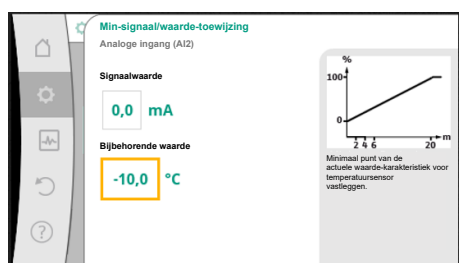 Min-signaal/waarde-toewijzing
Analoge ingang (AI2)
Signaalwaarde
0,0 mA
Bijbehorende waarde
-10,0 °C
%
100
0
2 4 6 20
m
Minimaal punt van de
actuele waarde-karakteristiek voor
temperatuursensor
vastleggen.
?